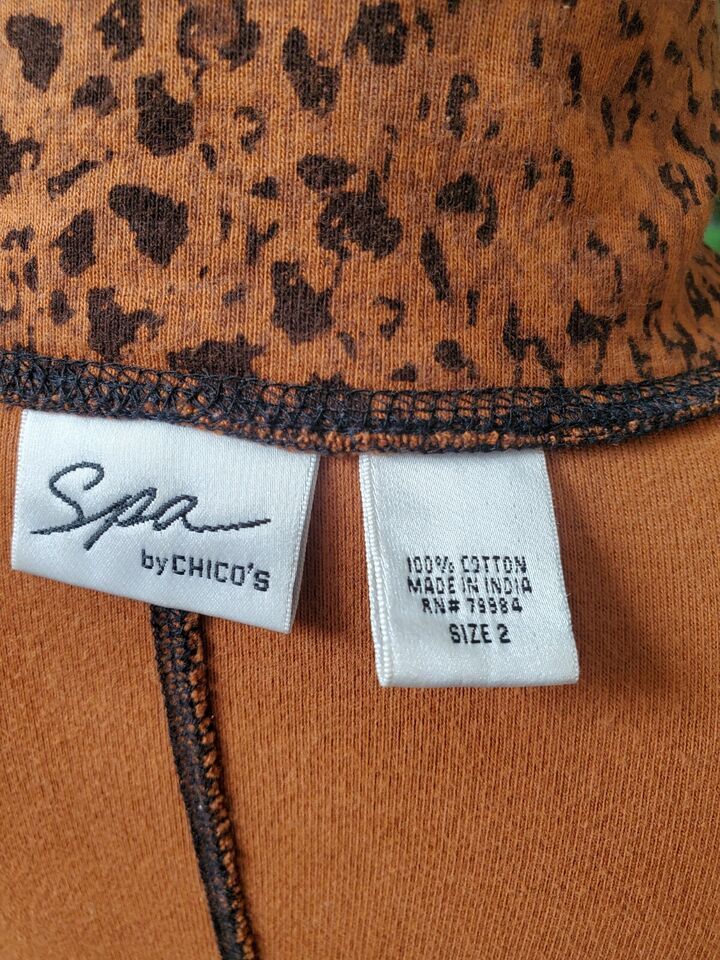 Spa
by CHICO'S
100% COTTON
MADE IN INDIA
RN# 79984
SIZE 2